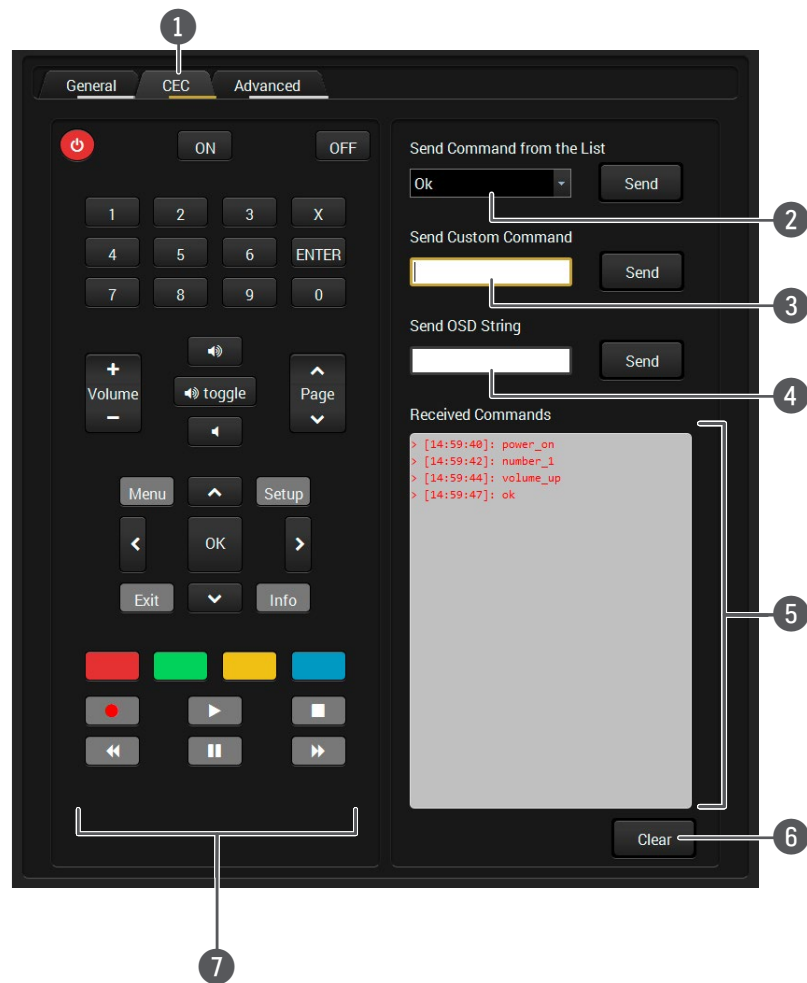 1
General CEC Advanced
ON OFF
1 2 3 X
4 5 6 ENTER
7 8 9 0
+
Volume
−
toggle
Page
Menu Setup
OK
Exit Info
7
Send Command from the List
Ok Send
2
Send Custom Command
Send
3
Send OSD String
Send
4
Received Commands
> [14:59:40]: power_on
> [14:59:42]: number_1
> [14:59:44]: volume_up
> [14:59:47]: ok
5
Clear
6